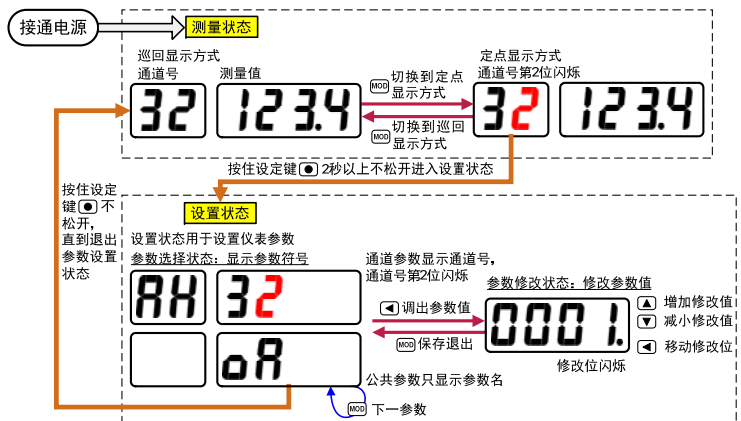 接通电源
测量状态
巡回显示方式
通道号
测量值
32
123.4
MOD
切换到定点
显示方式
MOD
切换到巡回
显示方式
定点显示方式
通道号第2位闪烁
32
123.4
按住设定键 2秒以上不松开进入设置状态
按住设定
键 不
松开，
直到退出
参数设置
状态
设置状态
设置状态用于设置仪表参数
参数选择状态：显示参数符号
AH
32
oA
通道参数显示通道号，
通道号第2位闪烁
调出参数值
MOD 保存退出
公共参数只显示参数名
MOD 下一参数
参数修改状态：修改参数值
0001.
修改位闪烁
增加修改值
减小修改值
移动修改位